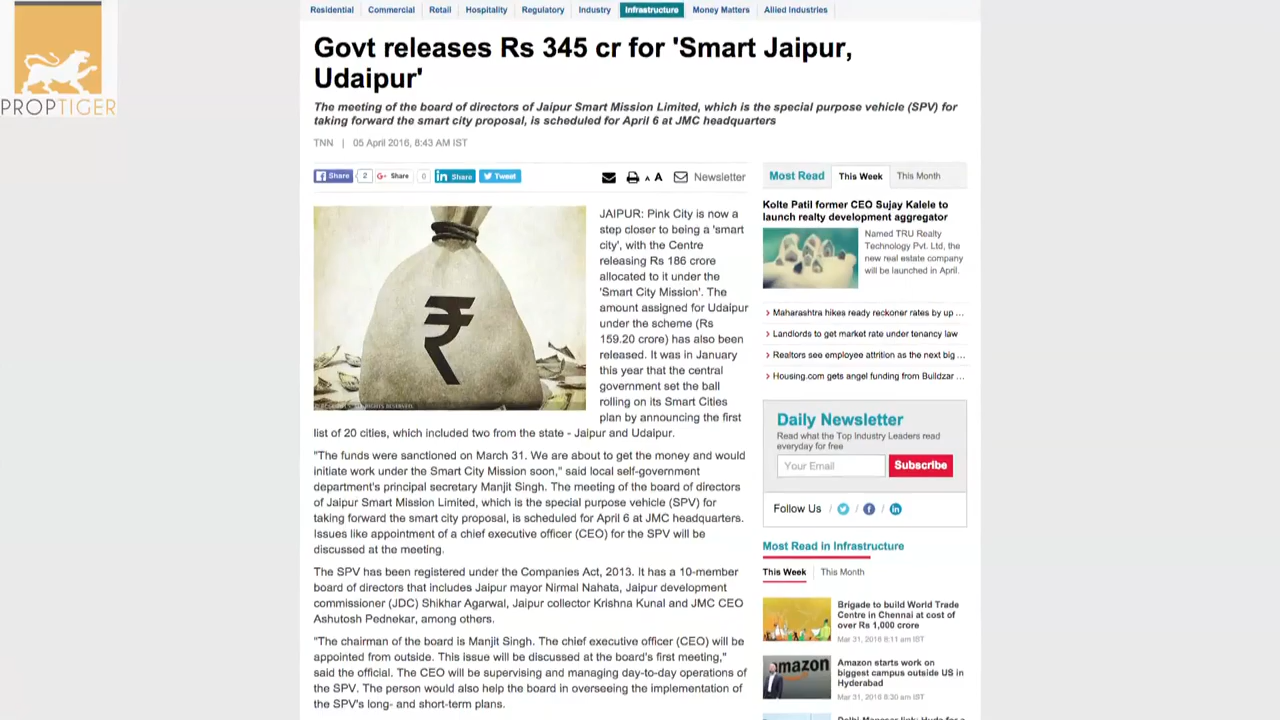 PROPTIGER
Residential Commercial Retail Hospitality Regulatory Industry Infrastructure Money Matters Allied Industries
Govt releases Rs 345 cr for 'Smart Jaipur,
Udaipur'
The meeting of the board of directors of Jaipur Smart Mission Limited, which is the special purpose vehicle (SPV) for
taking forward the smart city proposal, is scheduled for April 6 at JMC headquarters
TNN | 05 April 2016, 8:43 AM IST
Share 2 G+ Share 0 in Share Tweet A A Newsletter
JAIPUR: Pink City is now a
step closer to being a 'smart
city', with the Centre
releasing Rs 186 crore
allocated to it under the
'Smart City Mission'. The
amount assigned for Udaipur
under the scheme (Rs
159.20 crore) has also been
released. It was in January
this year that the central
government set the ball
rolling on its Smart Cities
plan by announcing the first
list of 20 cities, which included two from the state - Jaipur and Udaipur.
"The funds were sanctioned on March 31. We are about to get the money and would
initiate work under the Smart City Mission soon," said local self-government
department's principal secretary Manjit Singh. The meeting of the board of directors
of Jaipur Smart Mission Limited, which is the special purpose vehicle (SPV) for
taking forward the smart city proposal, is scheduled for April 6 at JMC headquarters.
Issues like appointment of a chief executive officer (CEO) for the SPV will be
discussed at the meeting.
The SPV has been registered under the Companies Act, 2013. It has a 10-member
board of directors that includes Jaipur mayor Nirmal Nahata, Jaipur development
commissioner (JDC) Shikhar Agarwal, Jaipur collector Krishna Kunal and JMC CEO
Ashutosh Pednekar, among others.
"The chairman of the board is Manjit Singh. The chief executive officer (CEO) will be
appointed from outside. This issue will be discussed at the board's first meeting,"
said the official. The CEO will be supervising and managing day-to-day operations of
the SPV. The person would also help the board in overseeing the implementation of
the SPV's long- and short-term plans.
Most Read This Week This Month
Kolte Patil former CEO Sujay Kalele to
launch realty development aggregator
Named TRU Realty
Technology Pvt. Ltd, the
new real estate company
will be launched in April.
Maharashtra hikes ready reckoner rates by up ...
Landlords to get market rate under tenancy law
Realtors see employee attrition as the next big ...
Housing.com gets angel funding from Buildzar ...
Daily Newsletter
Read what the Top Industry Leaders read
everyday for free
Your Email Subscribe
Follow Us / / f / in
Most Read in Infrastructure
This Week This Month
Brigade to build World Trade
Centre in Chennai at cost of
over Rs 1,000 crore
Mar 31, 2016 8:11 am IST
amazon
Amazon starts work on
biggest campus outside US in
Hyderabad
Mar 31, 2016 8:30 am IST